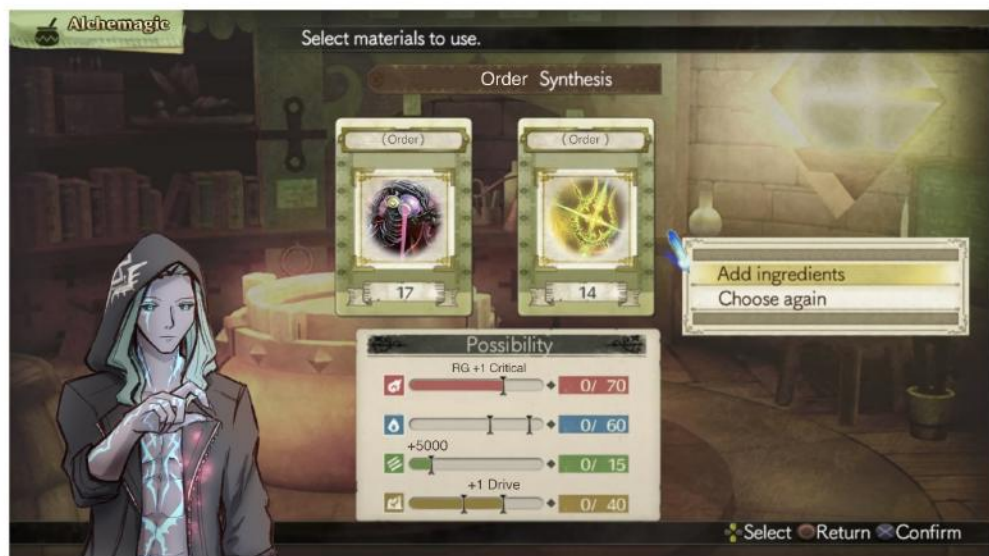 Alchemagic
Select materials to use.
Order Synthesis
(Order)
(Order)
17
14
Add ingredients
Choose again
Possibility
RG +1 Critical
0/ 70
0/ 60
+5000
0/ 15
+1 Drive
0/ 40
Select Return Confirm